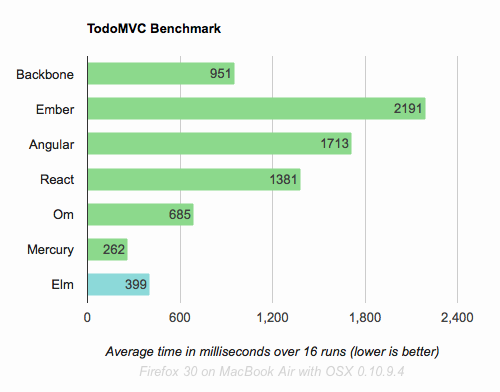 TodoMVC Benchmark
Backbone 951
Ember 2191
Angular 1713
React 1381
Om 685
Mercury 262
Elm 399
0 600 1,200 1,800 2,400
Average time in milliseconds over 16 runs (lower is better)
Firefox 30 on MacBook Air with OSX 0.10.9.4